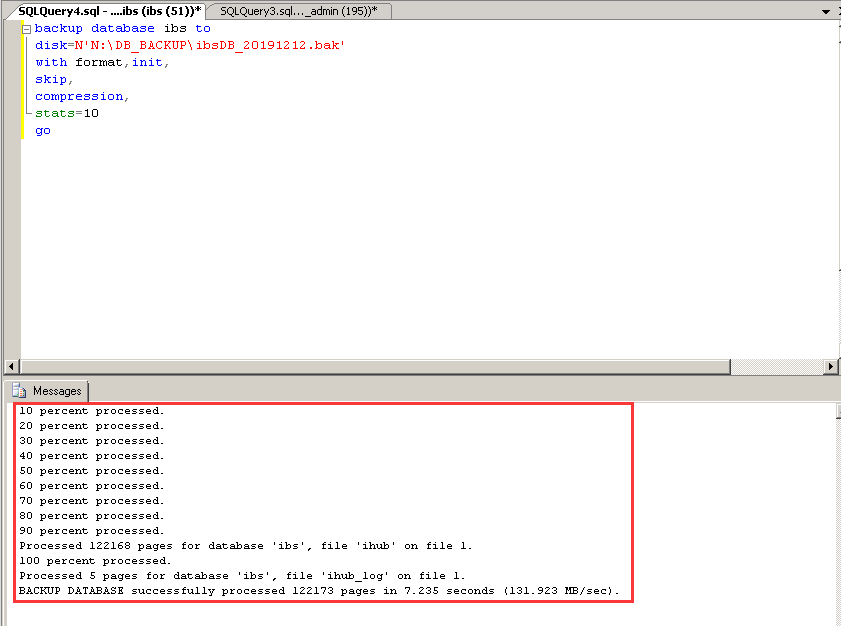 SQLQuery4.sql - ....ibs (ibs (51))* SQLQuery3.sql..._admin (195))*
backup database ibs to
disk=N'N:\DB_BACKUP\ibsDB_20191212.bak'
with format,init,
skip,
compression,
stats=10
go
Messages
10 percent processed.
20 percent processed.
30 percent processed.
40 percent processed.
50 percent processed.
60 percent processed.
70 percent processed.
80 percent processed.
90 percent processed.
Processed 122168 pages for database 'ibs', file 'ihub' on file 1.
100 percent processed.
Processed 5 pages for database 'ibs', file 'ihub_log' on file 1.
BACKUP DATABASE successfully processed 122173 pages in 7.235 seconds (131.923 MB/sec).